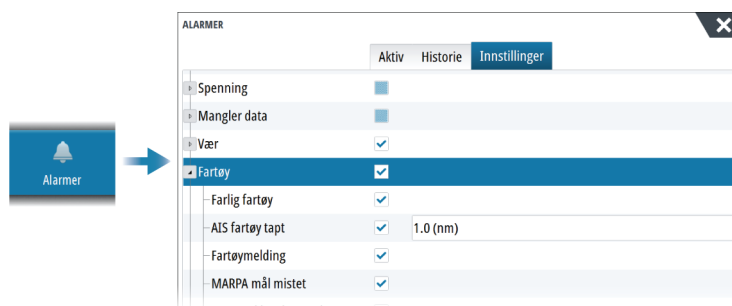 ALARMER
Aktiv Historie Innstillinger
Spenning
Mangler data
Vær
Fartøy
Farlig fartøy
AIS fartøy tapt 1.0 (nm)
Fartøymelding
MARPA mål mistet
Alarmer